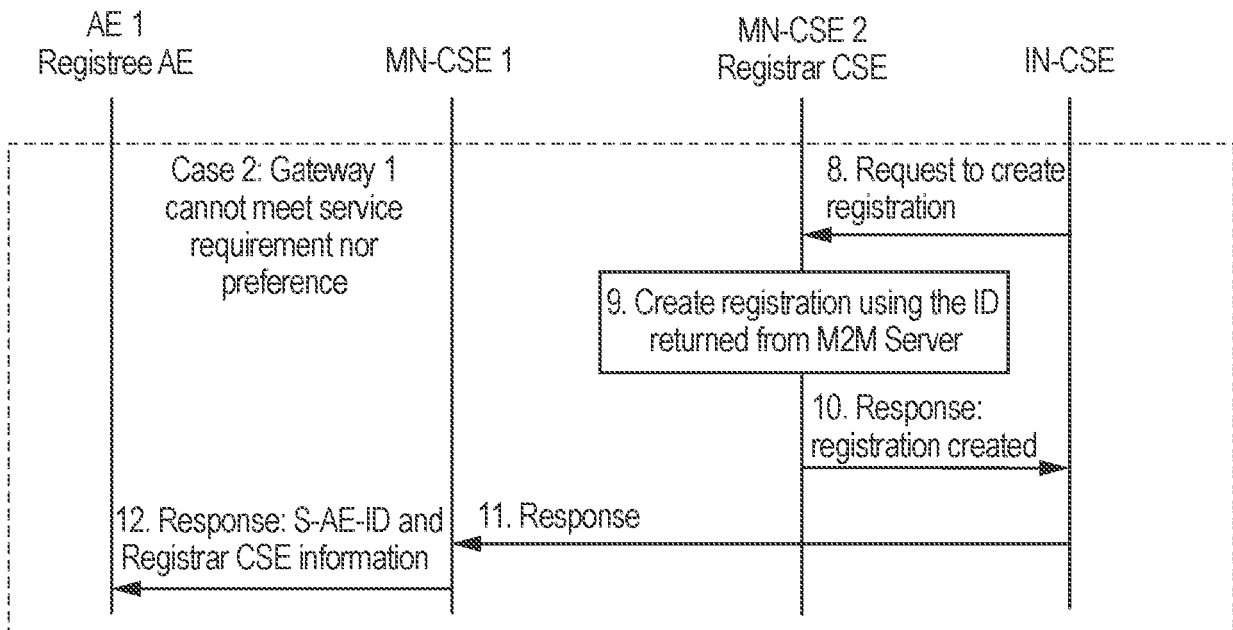 AE 1
Registree AE
MN-CSE 1
MN-CSE 2
Registrar CSE
IN-CSE
Case 2: Gateway 1
cannot meet service
requirement nor
preference
8. Request to create
registration
9. Create registration using the ID
returned from M2M Server
10. Response:
registration created
11. Response
12. Response: S-AE-ID and
Registrar CSE information